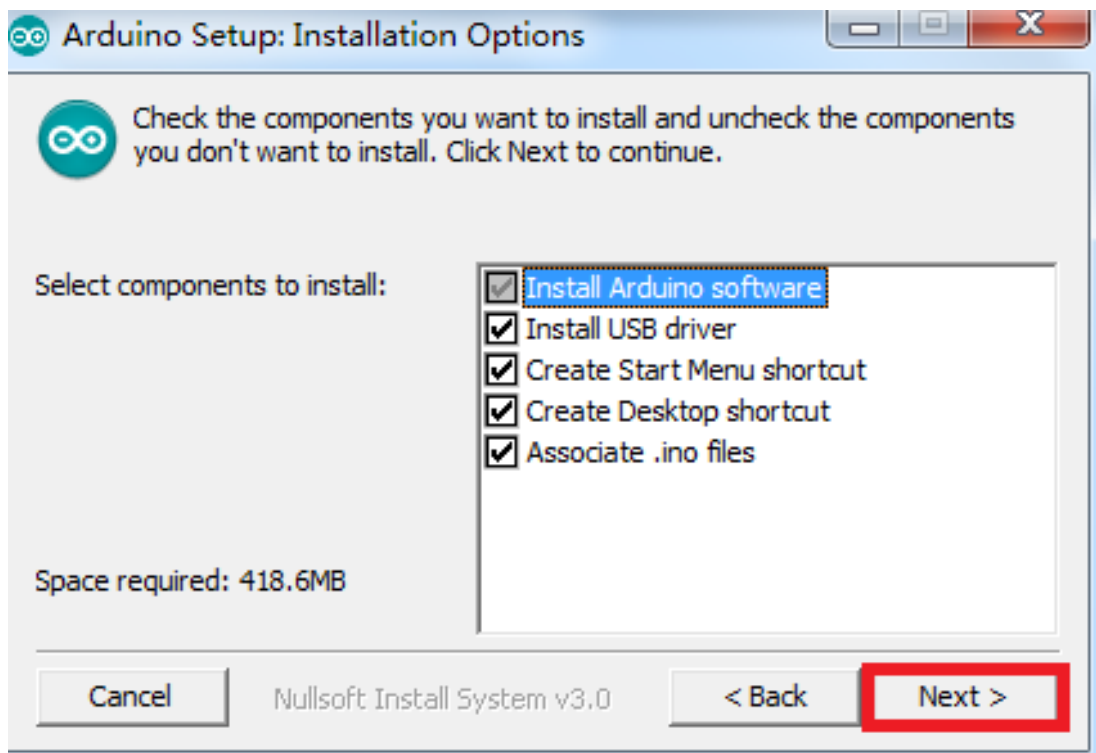 Arduino Setup: Installation Options
Check the components you want to install and uncheck the components
you don't want to install. Click Next to continue.
Select components to install:
Install Arduino software
Install USB driver
Create Start Menu shortcut
Create Desktop shortcut
Associate .ino files
Space required: 418.6MB
Cancel
Nullsoft Install System v3.0
< Back
Next >